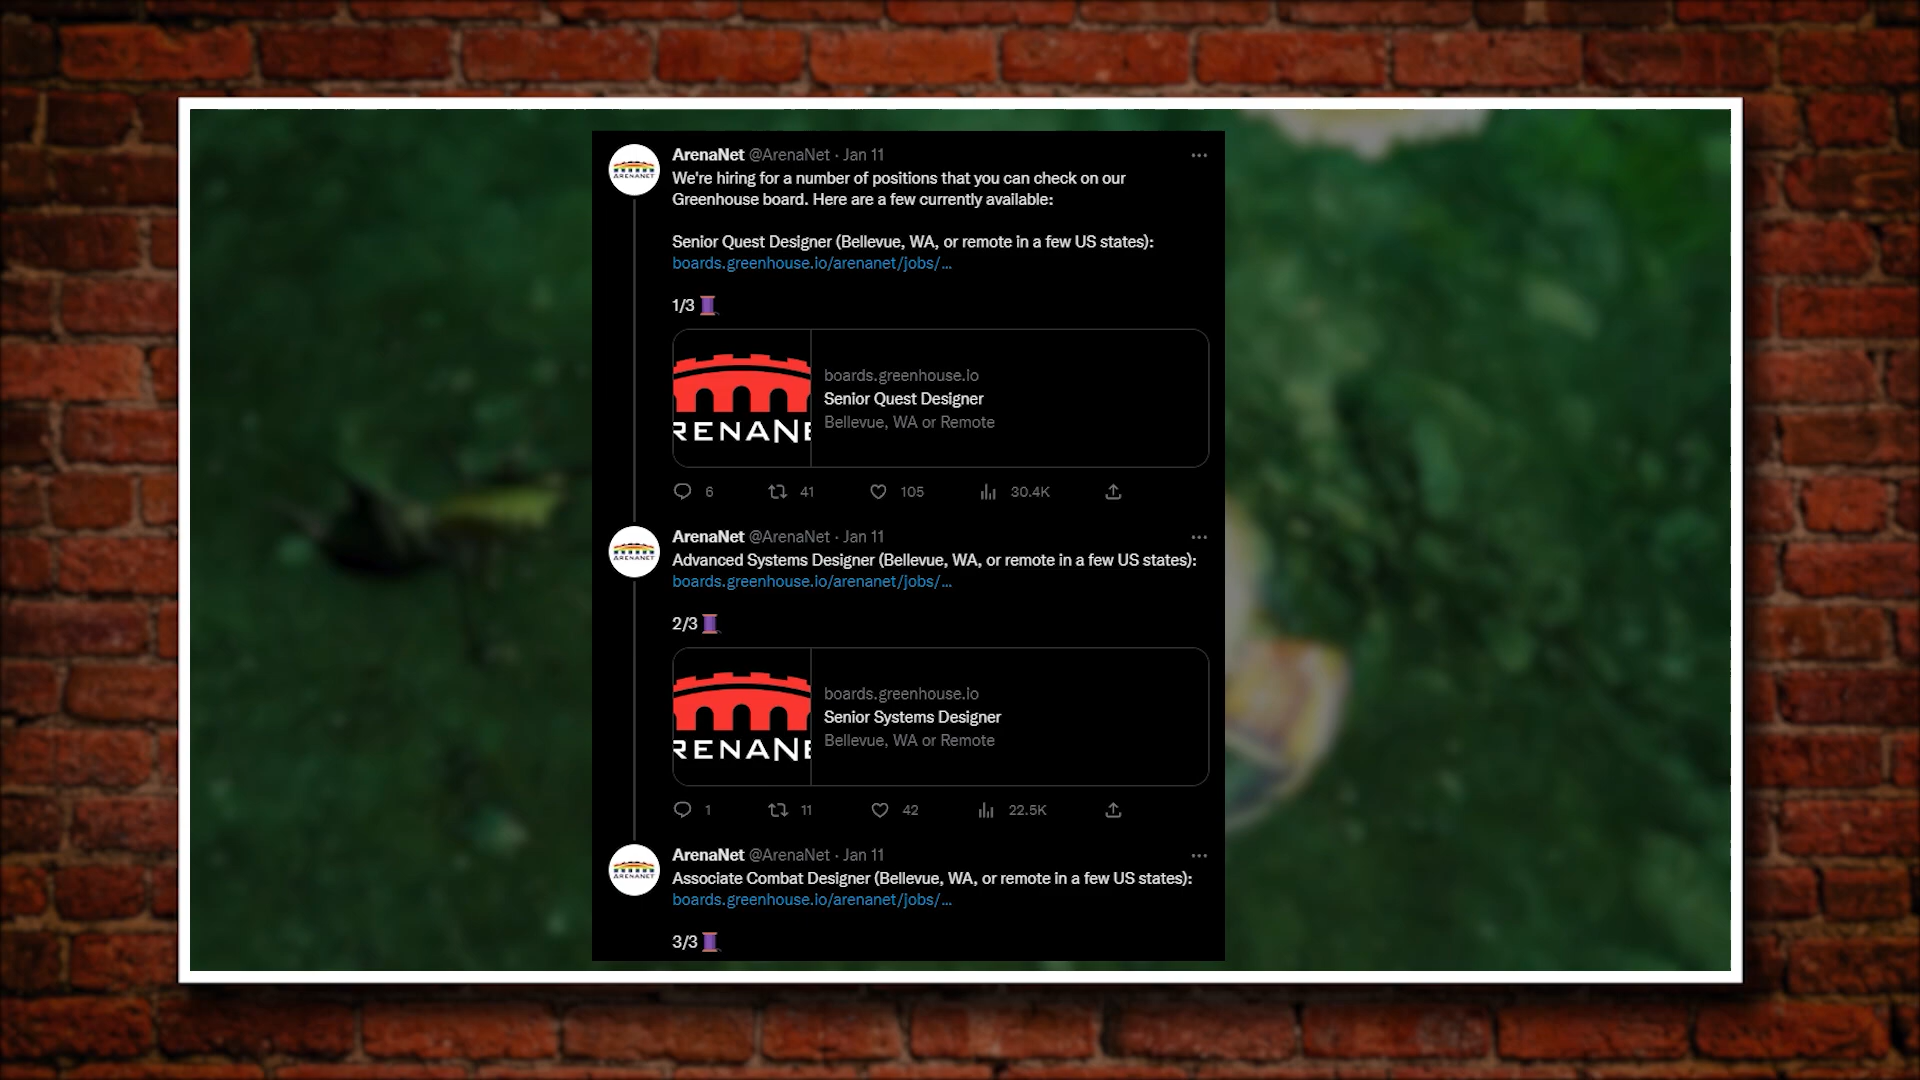 ArenaNet @ArenaNet · Jan 11
We're hiring for a number of positions that you can check on our
Greenhouse board. Here are a few currently available:
Senior Quest Designer (Bellevue, WA, or remote in a few US states):
boards.greenhouse.io/arenanet/jobs/...
1/3
RENANE
boards.greenhouse.io
Senior Quest Designer
Bellevue, WA or Remote
6 41 105 30.4K
ArenaNet @ArenaNet · Jan 11
Advanced Systems Designer (Bellevue, WA, or remote in a few US states):
boards.greenhouse.io/arenanet/jobs/...
2/3
RENANE
boards.greenhouse.io
Senior Systems Designer
Bellevue, WA or Remote
1 11 42 22.5K
ArenaNet @ArenaNet · Jan 11
Associate Combat Designer (Bellevue, WA, or remote in a few US states):
boards.greenhouse.io/arenanet/jobs/...
3/3
ARENANET
ARENANET
ARENANET